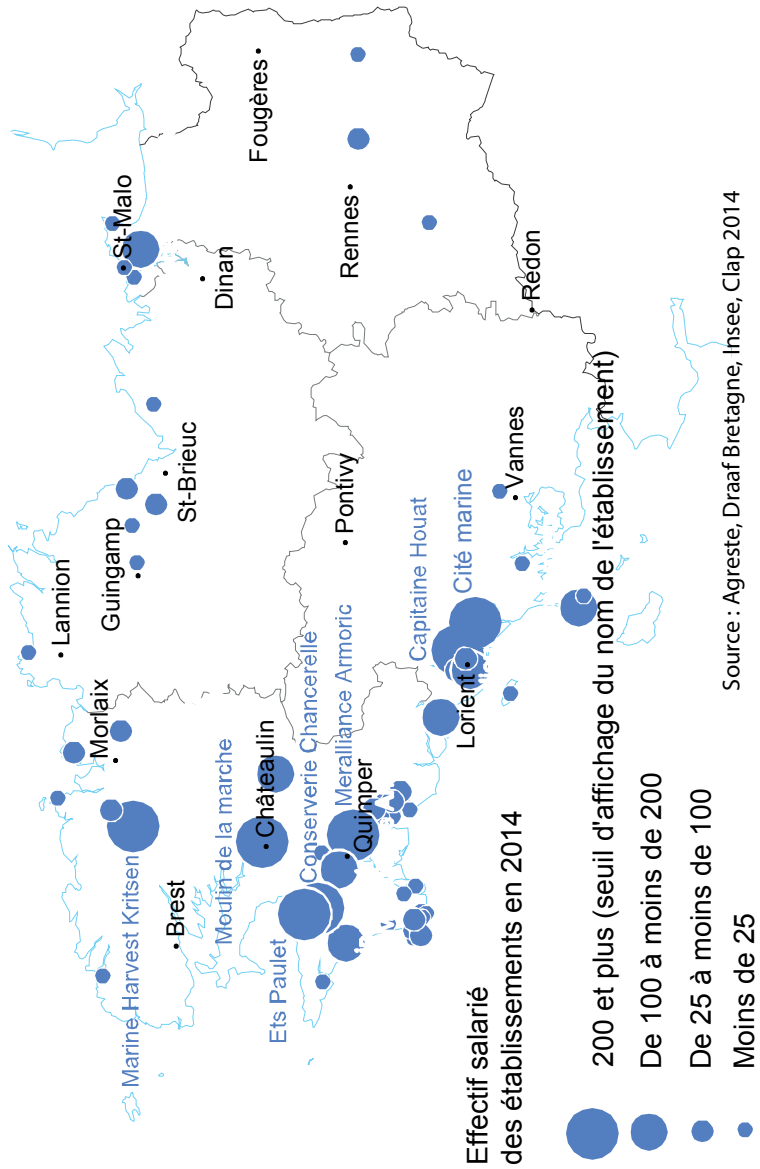 Lannion
Morlaix
Guingamp
St-Brieuc
St-Malo
Dinan
Fougères
Marine Harvest Kritsen
Brest
Moulin de la marche
Châteaulin
Ets Paulet
Conserverie Chancerelle
Meralliance Armoric
Quimper
Pontivy
Rennes
Capitaine Houat
Cité marine
Lorient
Vannes
Redon
Effectif salarié
des établissements en 2014
200 et plus (seuil d'affichage du nom de l'établissement)
De 100 à moins de 200
De 25 à moins de 100
Moins de 25
Source : Agreste, Draaf Bretagne, Insee, Clap 2014